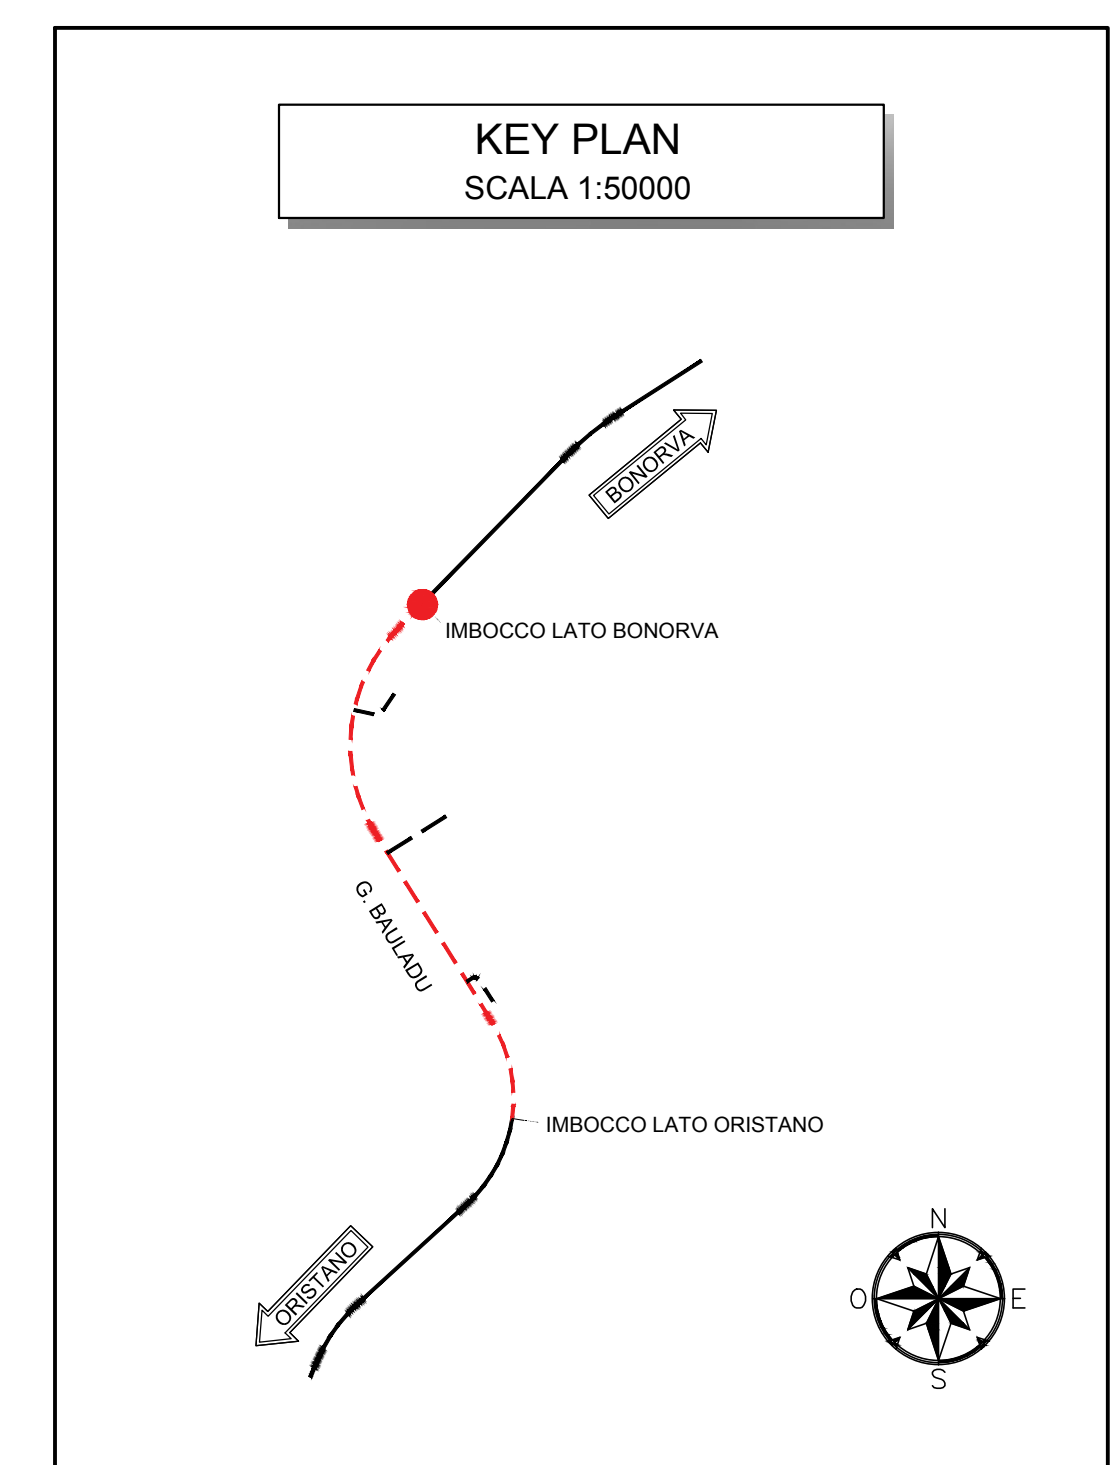 KEY PLAN
SCALA 1:50000
BONORVA
IMBOCCO LATO BONORVA
G. BAULADU
IMBOCCO LATO ORISTANO
ORISTANO
N
O
E
S